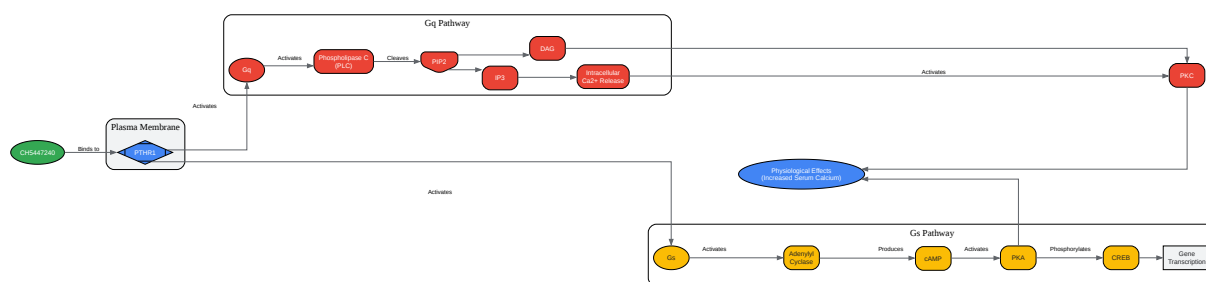 Gq Pathway
DAG
Activates
Phospholipase C
(PLC)
Cleaves
PIP2
Gq
IP3
Intracellular
Ca2+ Release
Activates
PKC
Activates
Plasma Membrane
CH5447240
Binds to
PTHR1
Physiological Effects
(Increased Serum Calcium)
Activates
Gs Pathway
Gs
Activates
Adenylyl
Cyclase
Produces
cAMP
Activates
PKA
Phosphorylates
CREB
Gene
Transcription